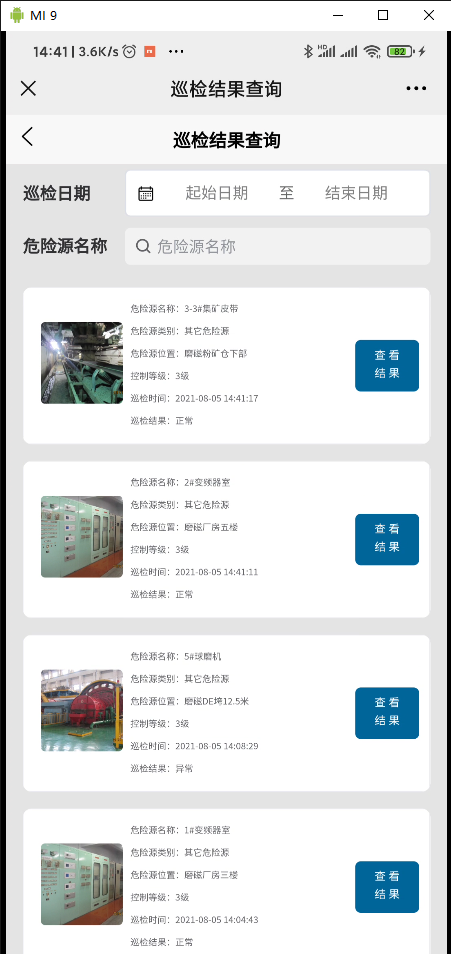 MI 9
14:41 | 3.6K/s
HD
82
巡检结果查询
巡检结果查询
巡检日期
起始日期 至 结束日期
危险源名称
危险源名称
危险源名称：3-3#集矿皮带
危险源类别：其它危险源
危险源位置：磨磁粉矿仓下部
控制等级：3级
巡检时间：2021-08-05 14:41:17
巡检结果：正常
查看
结果
危险源名称：2#变频器室
危险源类别：其它危险源
危险源位置：磨磁厂房五楼
控制等级：3级
巡检时间：2021-08-05 14:41:11
巡检结果：正常
查看
结果
危险源名称：5#球磨机
危险源类别：其它危险源
危险源位置：磨磁DE垮12.5米
控制等级：3级
巡检时间：2021-08-05 14:08:29
巡检结果：异常
查看
结果
危险源名称：1#变频器室
危险源类别：其它危险源
危险源位置：磨磁厂房三楼
控制等级：3级
巡检时间：2021-08-05 14:04:43
巡检结果：正常
查看
结果